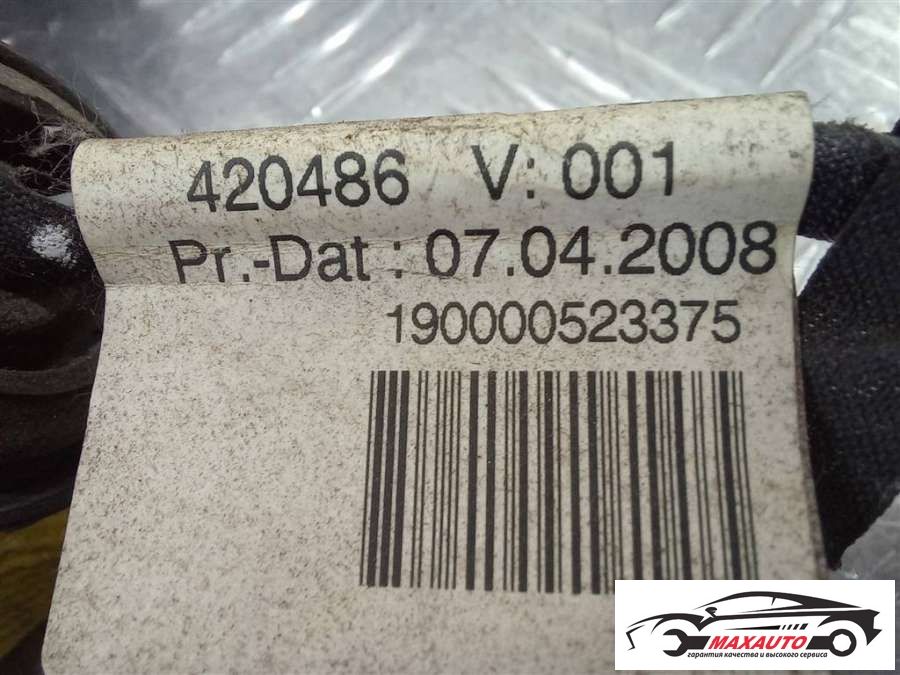 420486 V: 001
Pr.-Dat : 07.04.2008
190000523375
MAXAUTO
гарантия качества и высокого сервиса